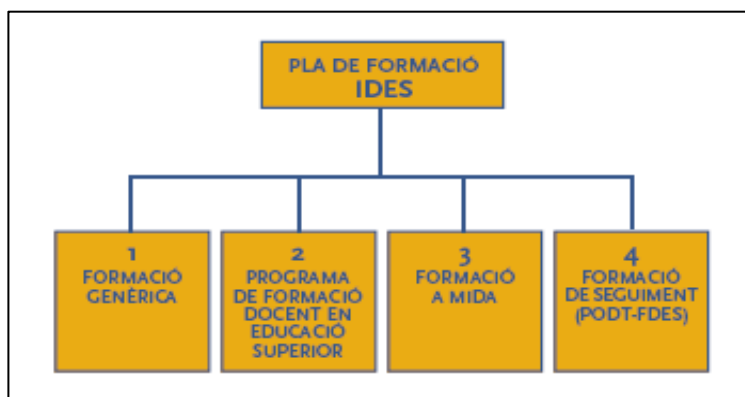 PLA DE FORMACIÓ
IDES
1
FORMACIÓ
GENÈRICA
2
PROGRAMA
DE FORMACIÓ
DOCENT EN
EDUCACIÓ
SUPERIOR
3
FORMACIÓ
A MIDA
4
FORMACIÓ
DE SEGUIMENT
(PODT-FDES)